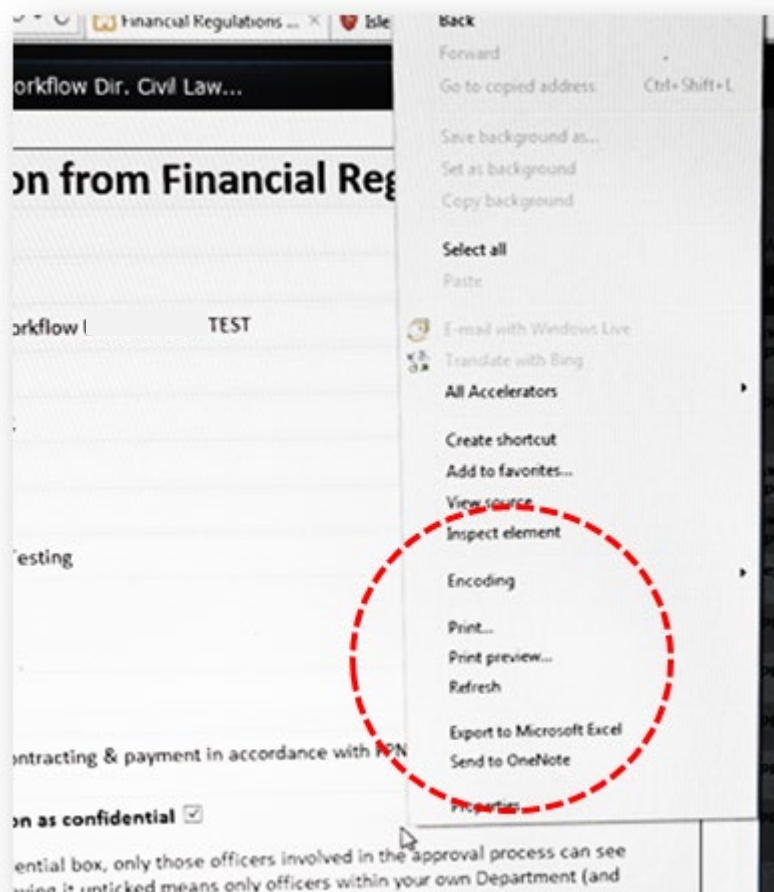 Financial Regulations ...
Isle
orkflow Dir. Civil Law...
on from Financial Reg
orkflow
TEST
esting
ontracting & payment in accordance with PPN
on as confidential
ential box, only those officers involved in the approval process can see
ving it unticked means only officers within your own Department (and
Back
Forward
Go to copied address Ctrl+Shift+L
Save background as...
Set as background
Copy background
Select all
Paste
E-mail with Windows Live
Translate with Bing
All Accelerators
Create shortcut
Add to favorites...
View source
Inspect element
Encoding
Print...
Print preview...
Refresh
Export to Microsoft Excel
Send to OneNote
Properties